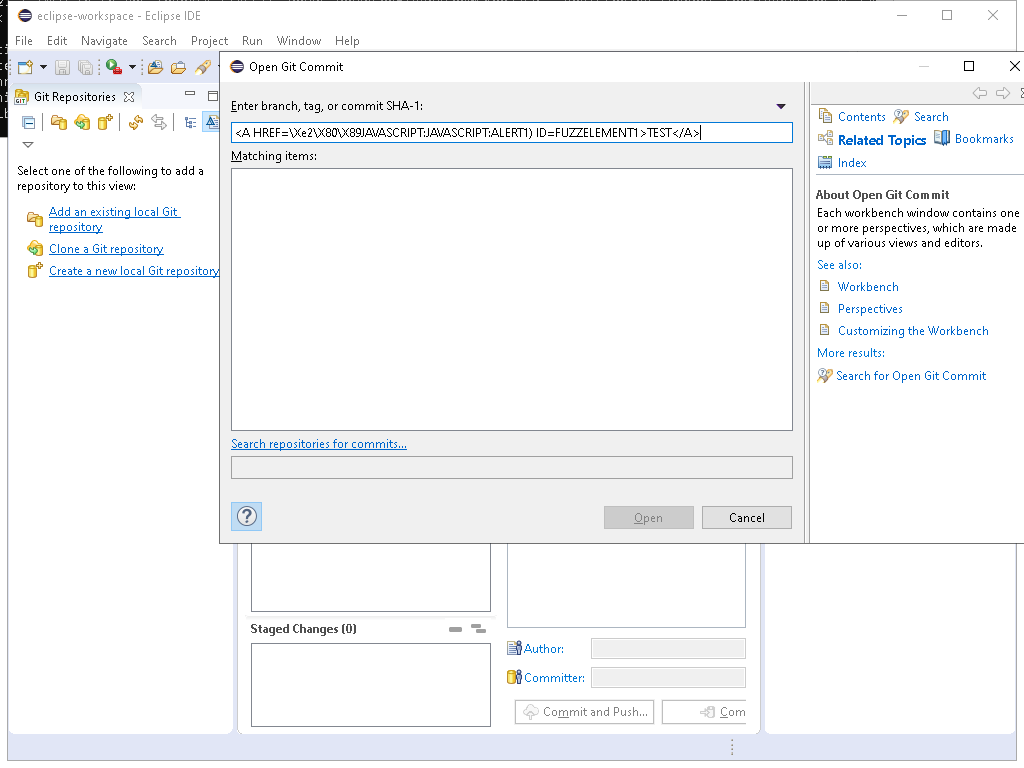 eclipse-workspace - Eclipse IDE
File Edit Navigate Search Project Run Window Help
Open Git Commit
Git Repositories
Select one of the following to add a
repository to this view:
Add an existing local Git
repository
Clone a Git repository
Create a new local Git repository
Enter branch, tag, or commit SHA-1:
<A HREF=\Xe2\X80\X89JAVASCRIPT:JAVASCRIPT:ALERT1) ID=FUZZELEMENT1>TEST</A>
Matching items:
Search repositories for commits...
Open Cancel
Contents Search
Related Topics Bookmarks
Index
About Open Git Commit
Each workbench window contains one
or more perspectives, which are made
up of various views and editors.
See also:
Workbench
Perspectives
Customizing the Workbench
More results:
Search for Open Git Commit
Staged Changes (0)
Author:
Committer:
Commit and Push...
Com